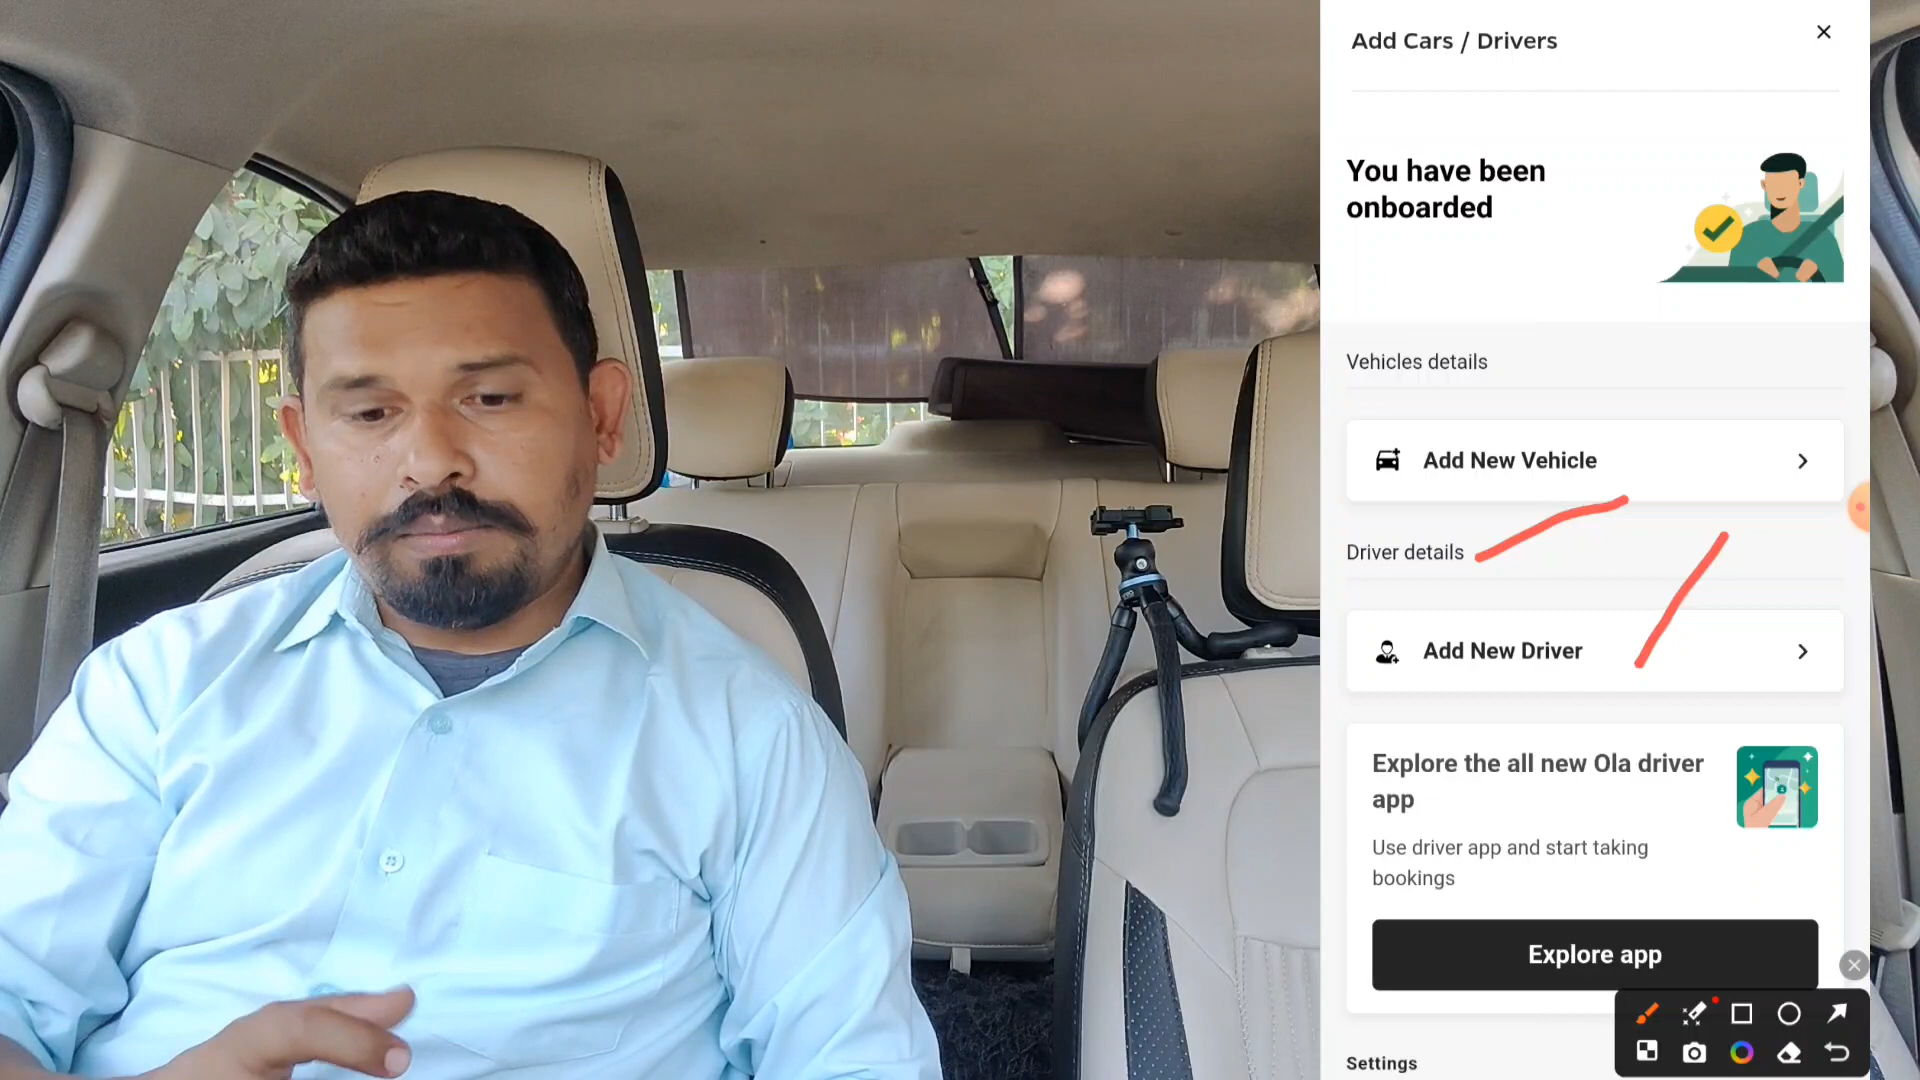 Add Cars / Drivers
You have been
onboarded
Vehicles details
Add New Vehicle
Driver details
Add New Driver
Explore the all new Ola driver
app
Use driver app and start taking
bookings
Explore app
Settings